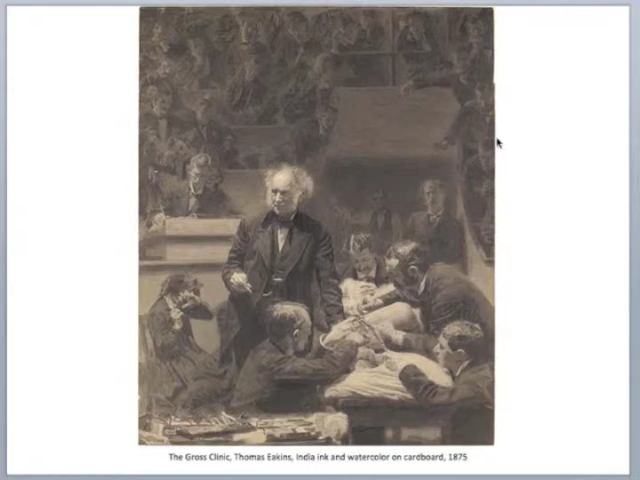 The Gross Clinic, Thomas Eakins, India ink and watercolor on cardboard, 1875